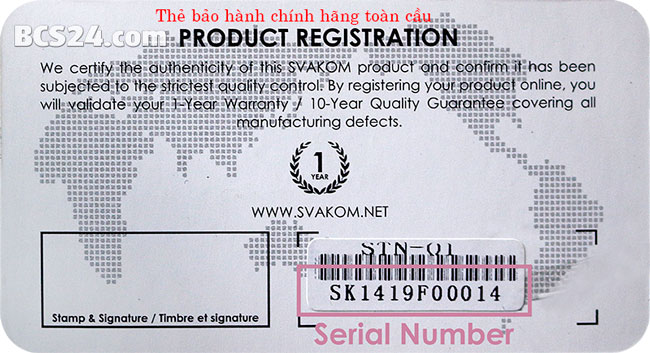 Thẻ bảo hành chính hãng toàn cầu
BCS24.com
PRODUCT REGISTRATION
We certify the authenticity of this SVAKOM product and confirm it has been
subjected to the strictest quality control. By registering your product online, you
will validate your 1-Year Warranty / 10-Year Quality Guarantee covering all
manufacturing defects.
1
YEAR
WWW.SVAKOM.NET
STN-Q1
SK1419F00014
Stamp & Signature / Timbre et signature
Serial Number